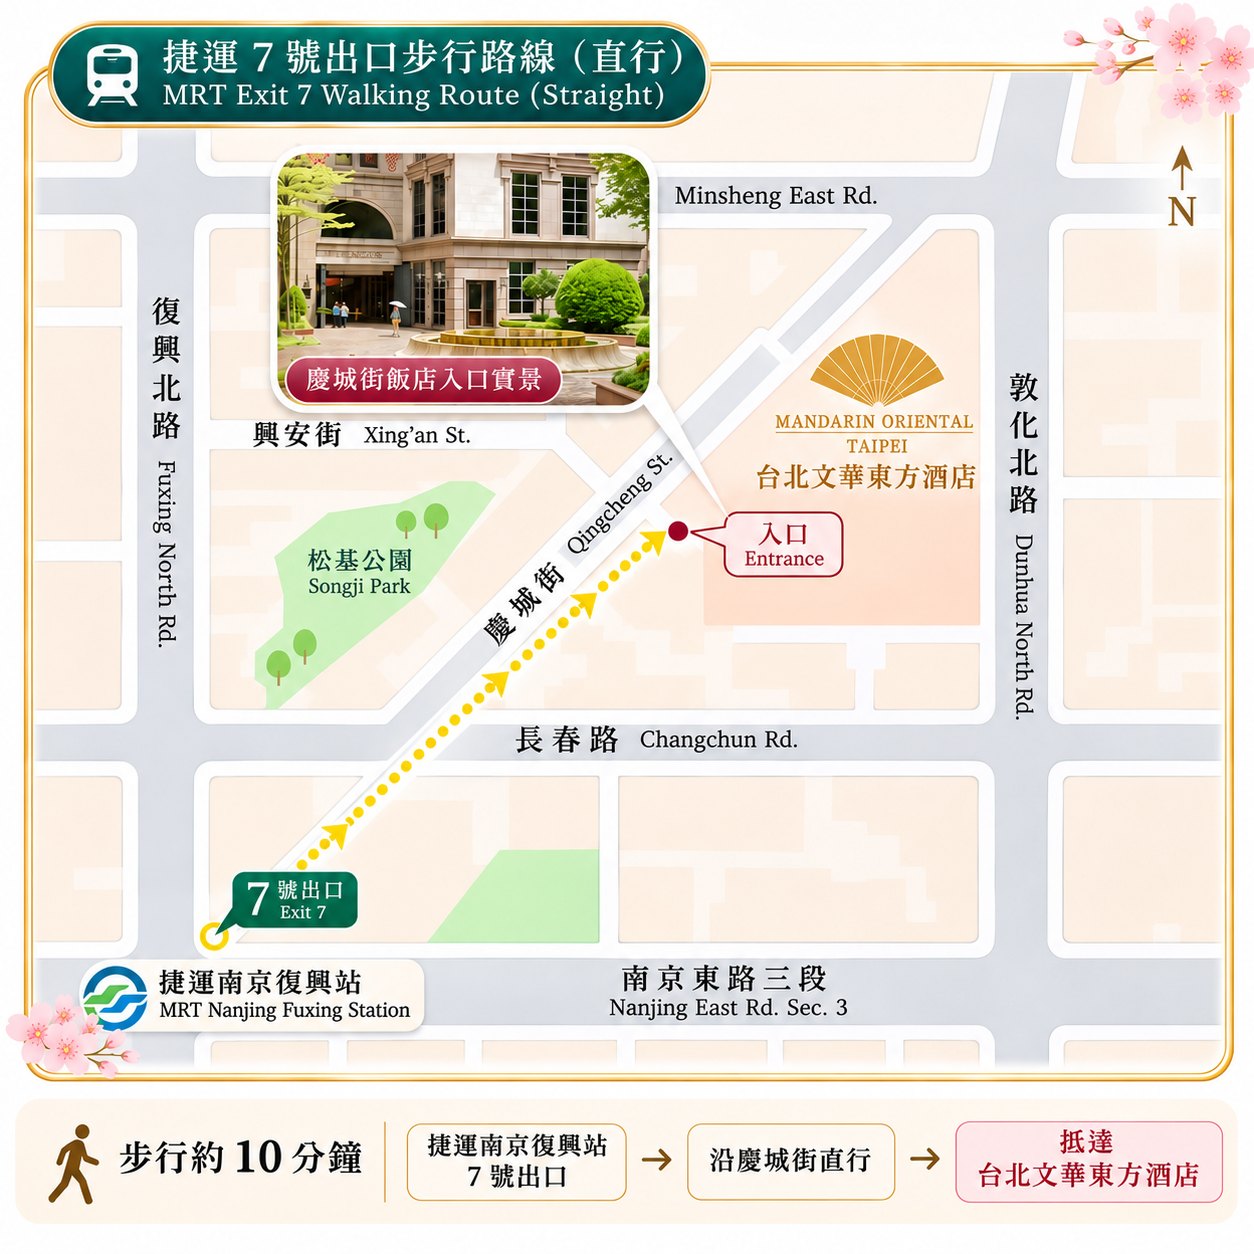 捷運 7 號出口步行路線（直行）
MRT Exit 7 Walking Route (Straight)
Minsheng East Rd.
N
復興北路 Fuxing North Rd.
慶城街飯店入口實景
興安街 Xing'an St.
MANDARIN ORIENTAL
TAIPEI
台北文華東方酒店
敦化北路 Dunhua North Rd.
松基公園
Songji Park
慶城街 Qingcheng St.
入口
Entrance
長春路 Changchun Rd.
7 號出口
Exit 7
捷運南京復興站
MRT Nanjing Fuxing Station
南京東路三段
Nanjing East Rd. Sec. 3
步行約 10 分鐘
捷運南京復興站
7 號出口
→
沿慶城街直行
→
抵達
台北文華東方酒店